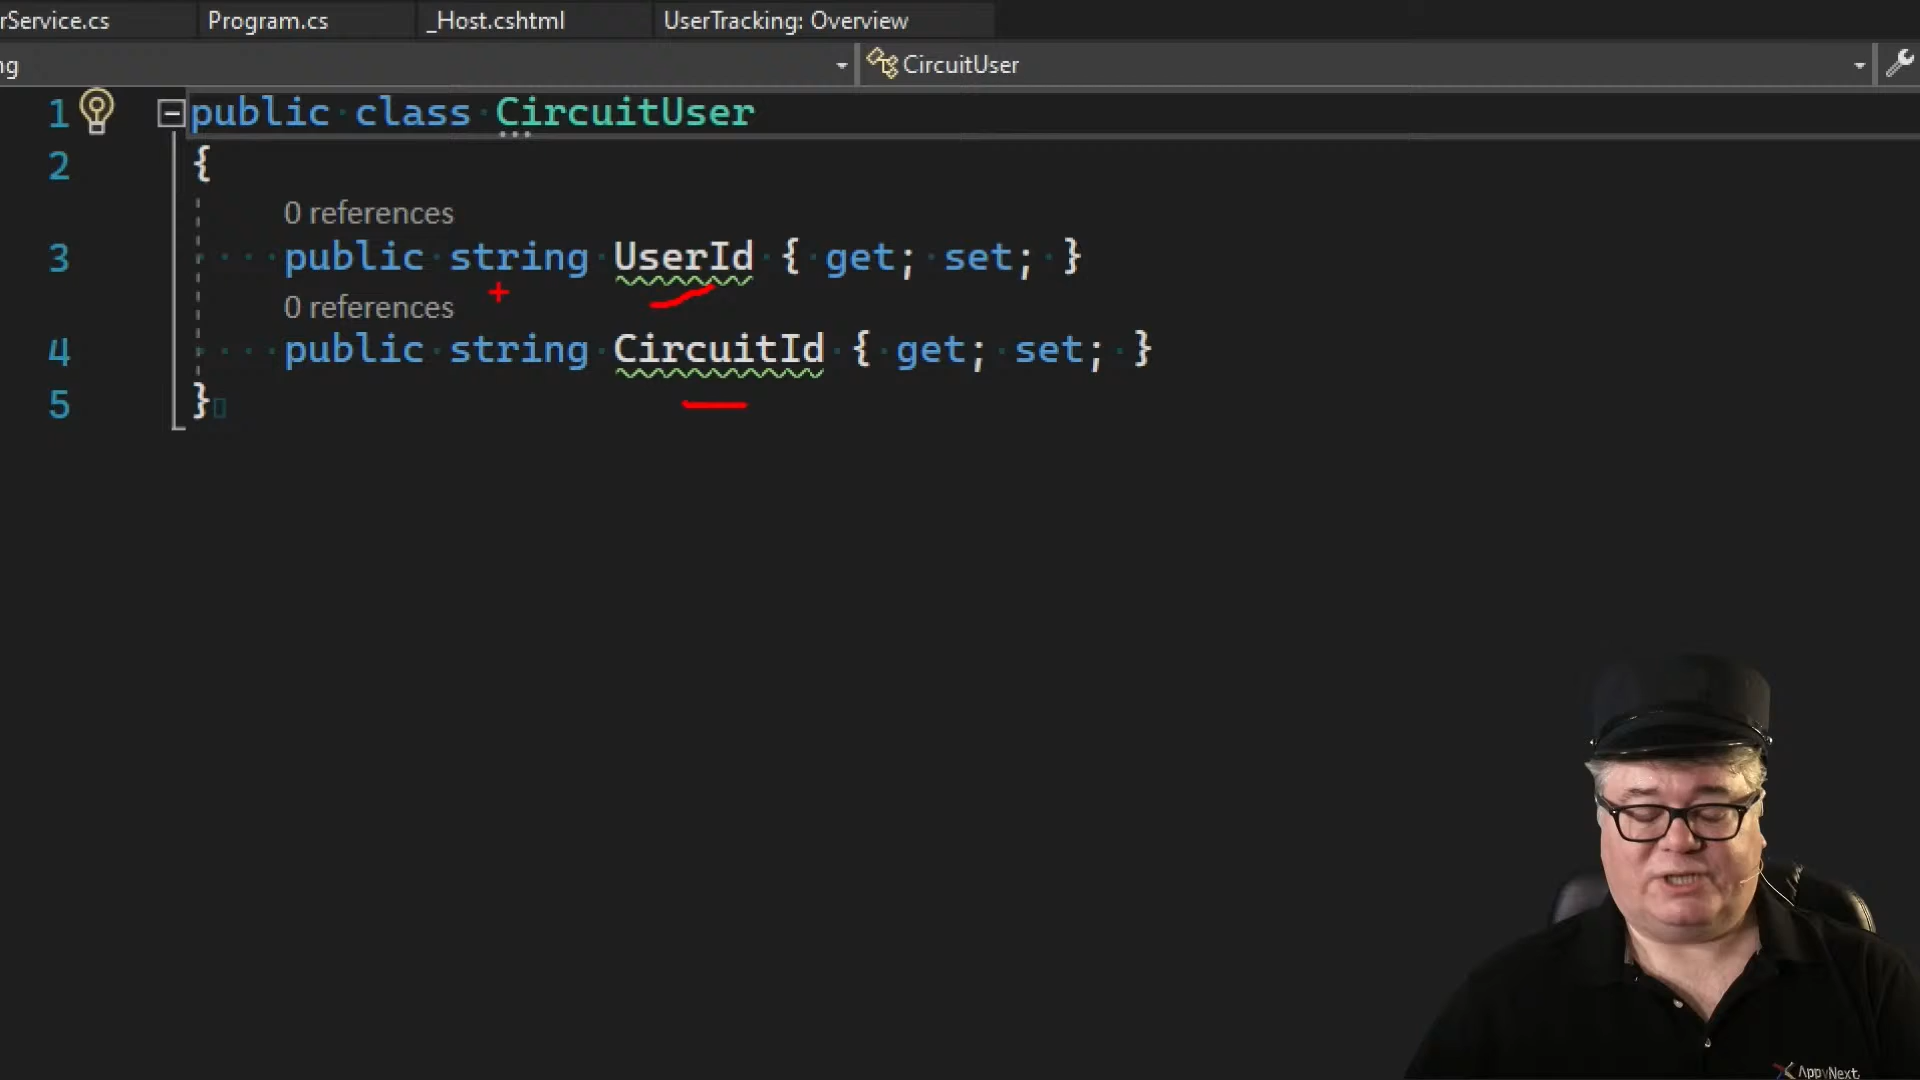 rService.cs
Program.cs
_Host.cshtml
UserTracking: Overview
ng
CircuitUser
1 public class CircuitUser
2 {
0 references
3 public string UserId { get; set; }
0 references
4 public string CircuitId { get; set; }
5 }
AppvNext